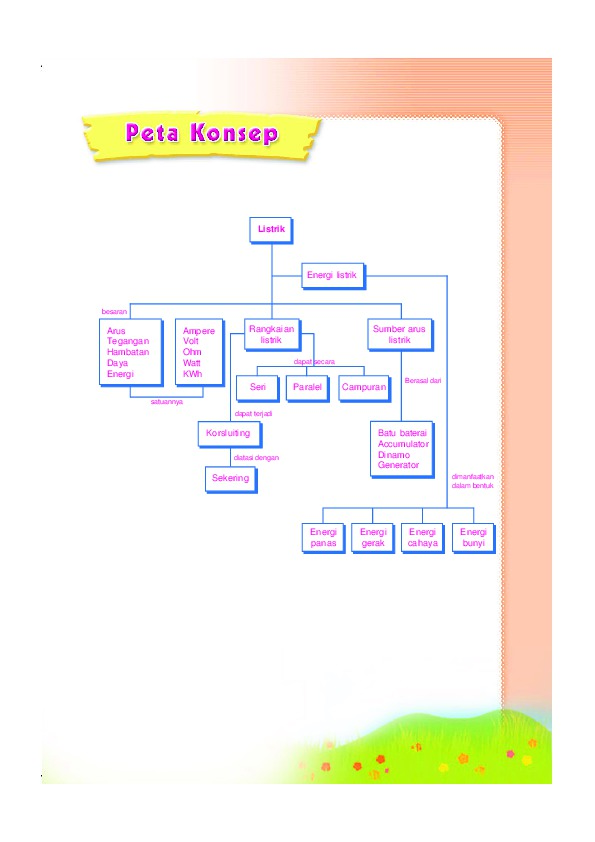 Peta Konsep
Listrik
Energi listrik
besaran
Arus
Tegangan
Hambatan
Daya
Energi
Ampere
Volt
Ohm
Watt
KWh
satuannya
Rangkaian
listrik
Sumber arus
listrik
dapat secara
Seri
Paralel
Campuran
Berasal dari
dapat terjadi
Korsluiting
diatasi dengan
Sekering
Batu baterai
Accumulator
Dinamo
Generator
dimanfaatkan
dalam bentuk
Energi
panas
Energi
gerak
Energi
cahaya
Energi
bunyi